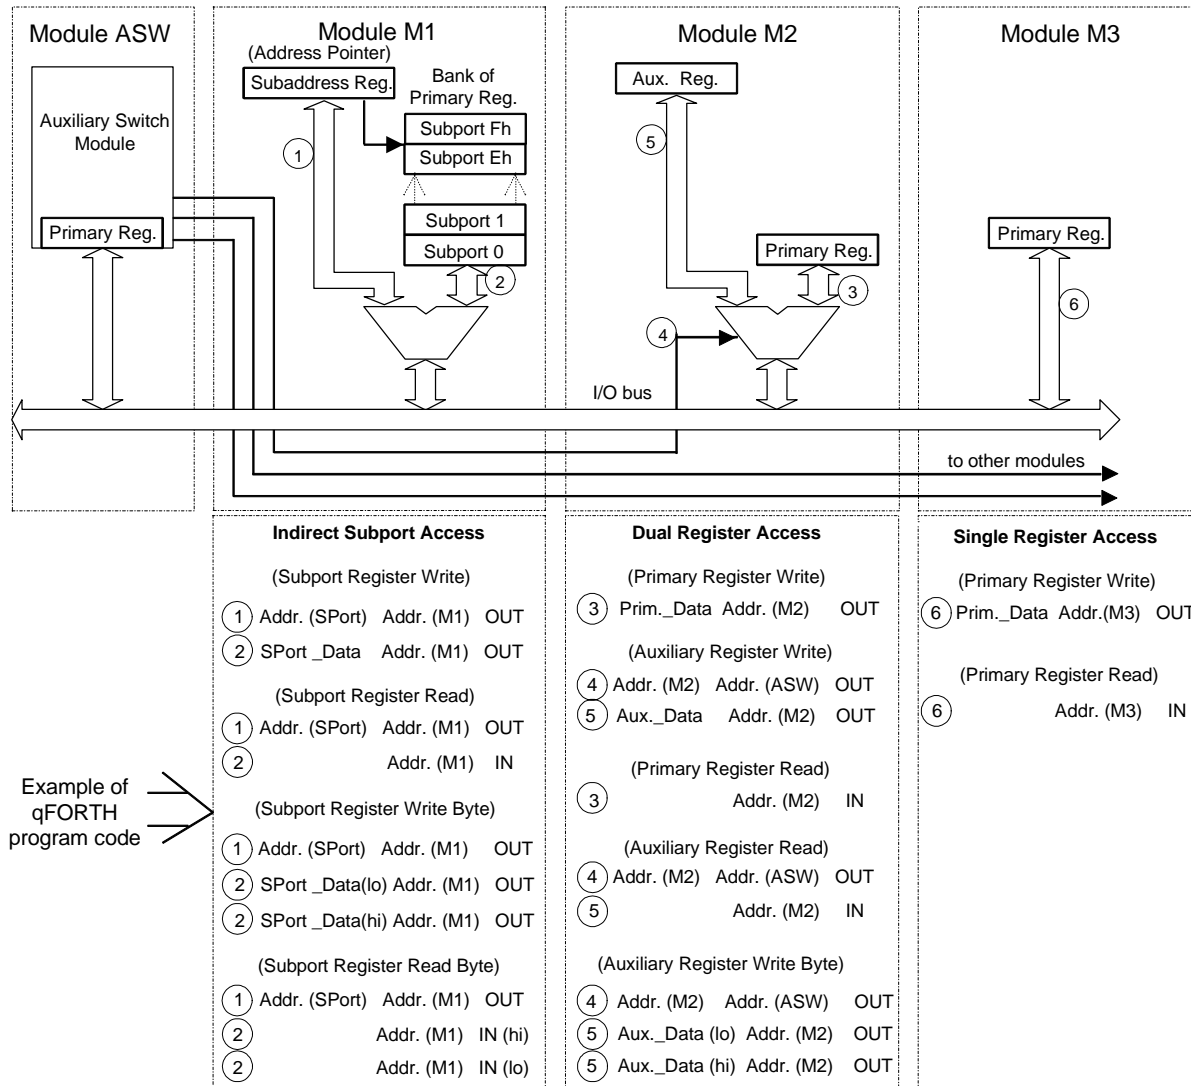 Module ASW
Auxiliary Switch
Module
Primary Reg.
Module M1
(Address Pointer)
Subaddress Reg.
Bank of
Primary Reg.
Subport Fh
Subport Eh
Subport 1
Subport 0
1
2
Module M2
Aux. Reg.
5
Primary Reg.
3
4
Module M3
Primary Reg.
6
I/O bus
to other modules
Example of
qFORTH
program code
Indirect Subport Access
(Subport Register Write)
1 Addr. (SPort) Addr. (M1) OUT
2 SPort _Data Addr. (M1) OUT
(Subport Register Read)
1 Addr. (SPort) Addr. (M1) OUT
2 Addr. (M1) IN
(Subport Register Write Byte)
1 Addr. (SPort) Addr. (M1) OUT
2 SPort _Data(lo) Addr. (M1) OUT
2 SPort _Data(hi) Addr. (M1) OUT
(Subport Register Read Byte)
1 Addr. (SPort) Addr. (M1) OUT
2 Addr. (M1) IN (hi)
2 Addr. (M1) IN (lo)
Dual Register Access
(Primary Register Write)
3 Prim._Data Addr. (M2) OUT
(Auxiliary Register Write)
4 Addr. (M2) Addr. (ASW) OUT
5 Aux._Data Addr. (M2) OUT
(Primary Register Read)
3 Addr. (M2) IN
(Auxiliary Register Read)
4 Addr. (M2) Addr. (ASW) OUT
5 Addr. (M2) IN
(Auxiliary Register Write Byte)
4 Addr. (M2) Addr. (ASW) OUT
5 Aux._Data (lo) Addr. (M2) OUT
5 Aux._Data (hi) Addr. (M2) OUT
Single Register Access
(Primary Register Write)
6 Prim._Data Addr.(M3) OUT
(Primary Register Read)
6 Addr. (M3) IN